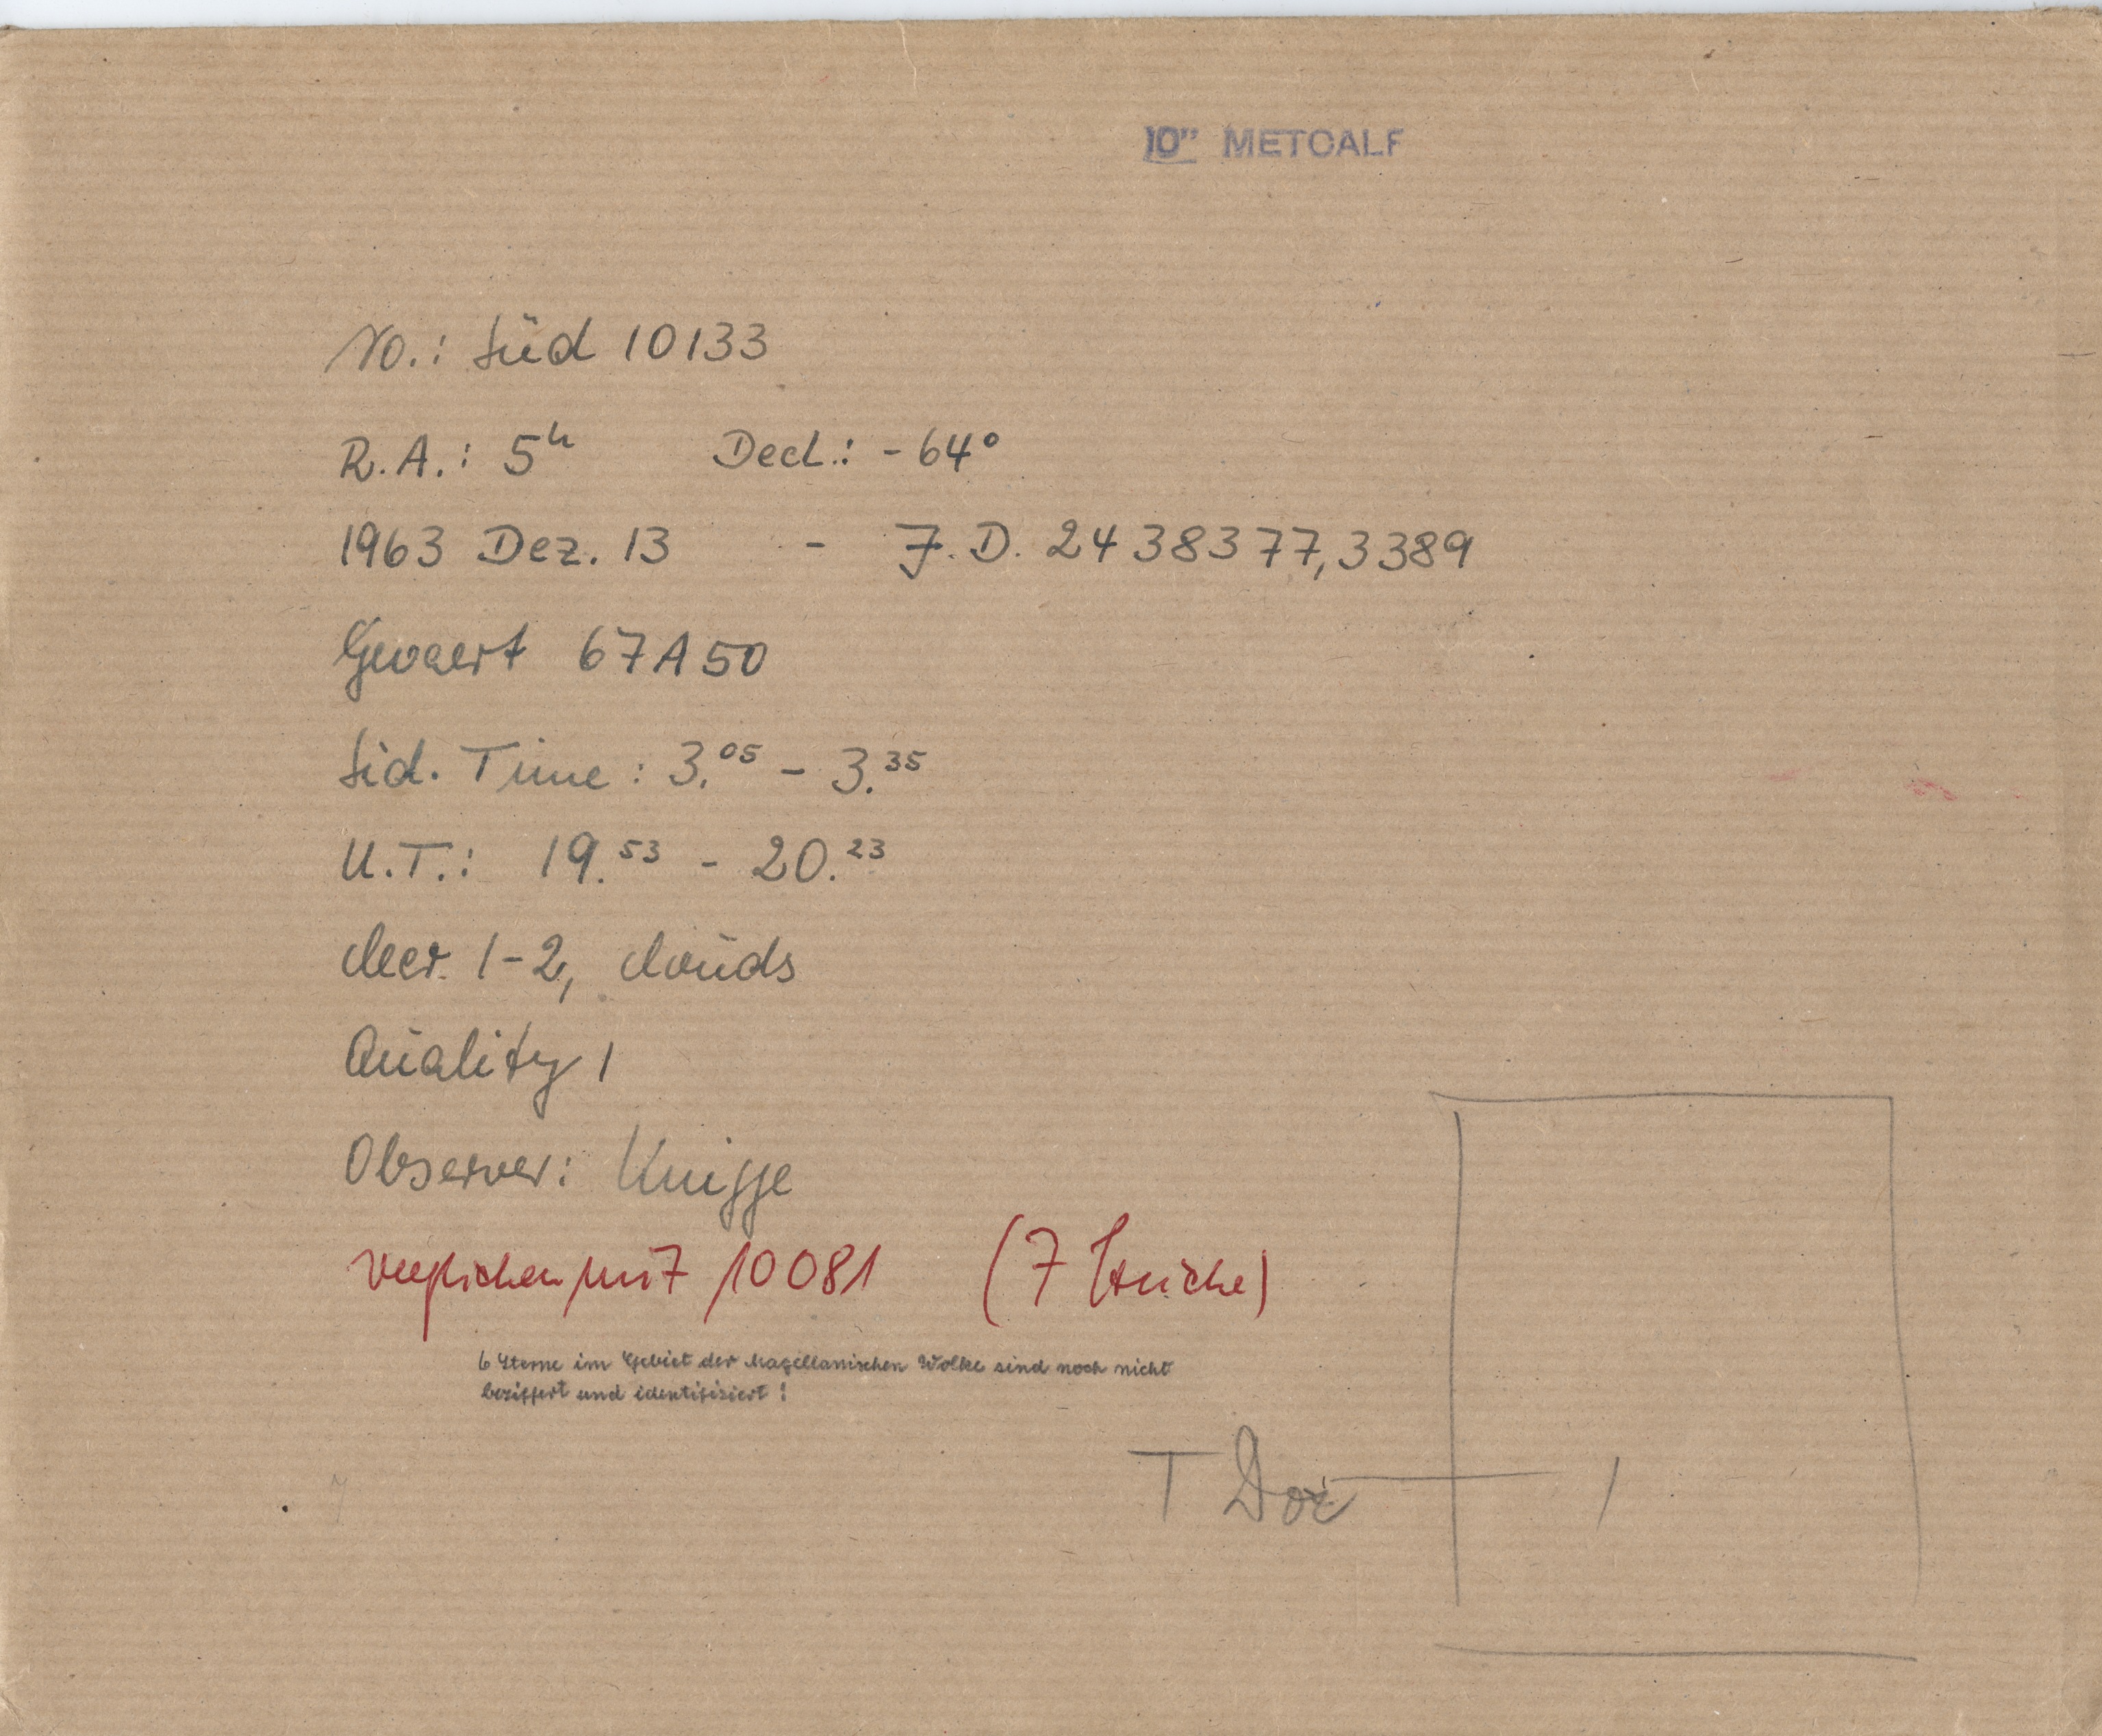 10" METCALF
No.: Süd 10133
R.A.: 5h Decl.: - 64°
1963 Dez. 13 - J.D. 2438377,3389
Gevaert 67A50
Sid. Time: 3.05 - 3.35
U.T.: 19.53 - 20.23
clear 1-2, clouds
Quality 1
Observer: Knigge
verglichen mit 10081 (7 Striche)
6 Sterne im Gebiet der Magellanischen Wolke sind noch nicht
beziffert und identifiziert!
T Dor